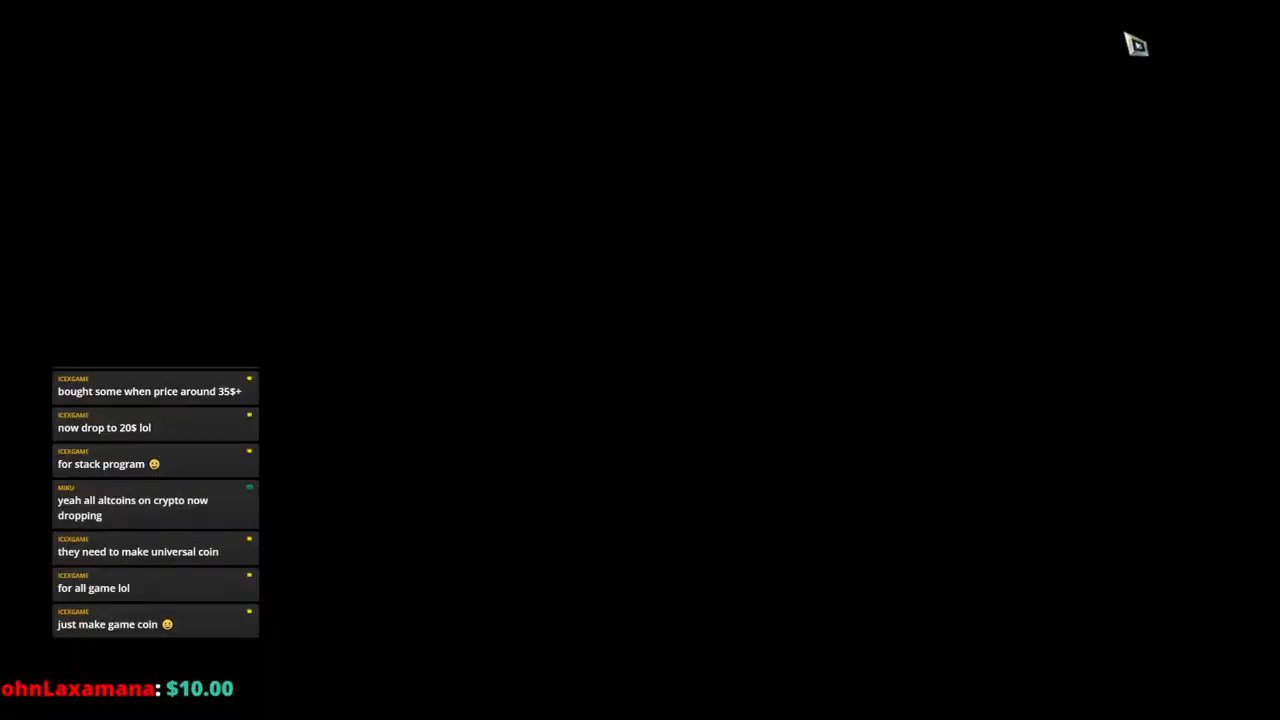 ICEXGAME
bought some when price around 35$+
ICEXGAME
now drop to 20$ lol
ICEXGAME
for stack program 😆
MIKU
yeah all altcoins on crypto now
dropping
ICEXGAME
they need to make universal coin
ICEXGAME
for all game lol
ICEXGAME
just make game coin 😆
ohnLaxamana: $10.00